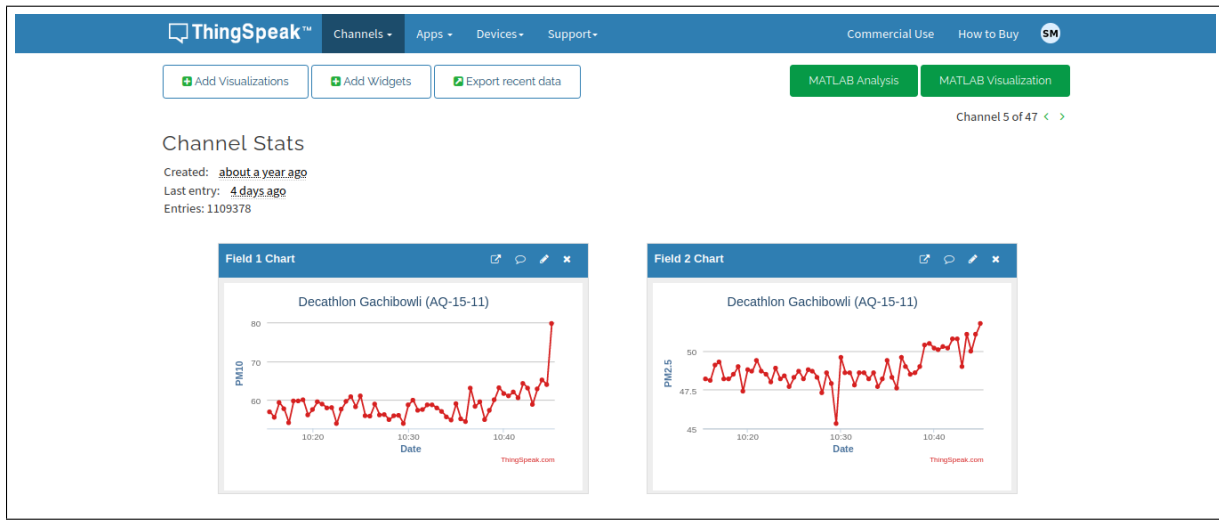 ThingSpeak™ Channels Apps Devices Support Commercial Use How to Buy SM
Add Visualizations Add Widgets Export recent data MATLAB Analysis MATLAB Visualization
Channel 5 of 47 < >
Channel Stats
Created: about a year ago
Last entry: 4 days ago
Entries: 1109378
Field 1 Chart
Decathlon Gachibowli (AQ-15-11)
PM10
80
70
60
10:20 10:30 10:40
Date
ThingSpeak.com
Field 2 Chart
Decathlon Gachibowli (AQ-15-11)
PM2.5
50
47.5
45
10:20 10:30 10:40
Date
ThingSpeak.com